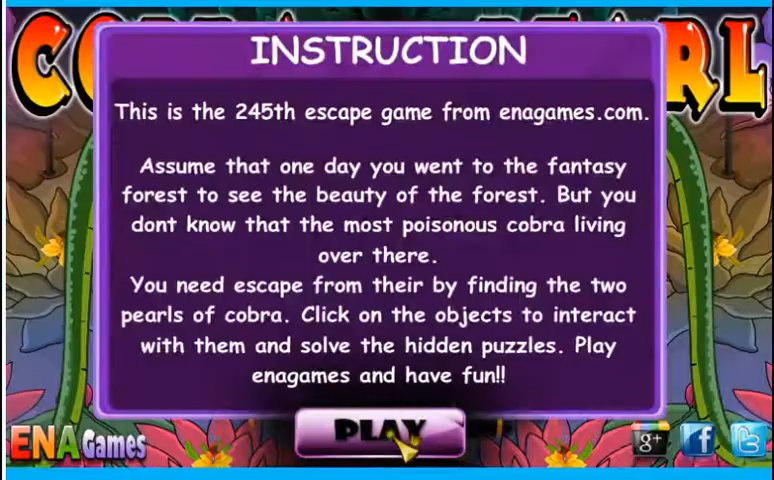 INSTRUCTION
This is the 245th escape game from enagames.com.
Assume that one day you went to the fantasy
forest to see the beauty of the forest. But you
dont know that the most poisonous cobra living
over there.
You need escape from their by finding the two
pearls of cobra. Click on the objects to interact
with them and solve the hidden puzzles. Play
enagames and have fun!!
PLAY
ENA Games
g+ f